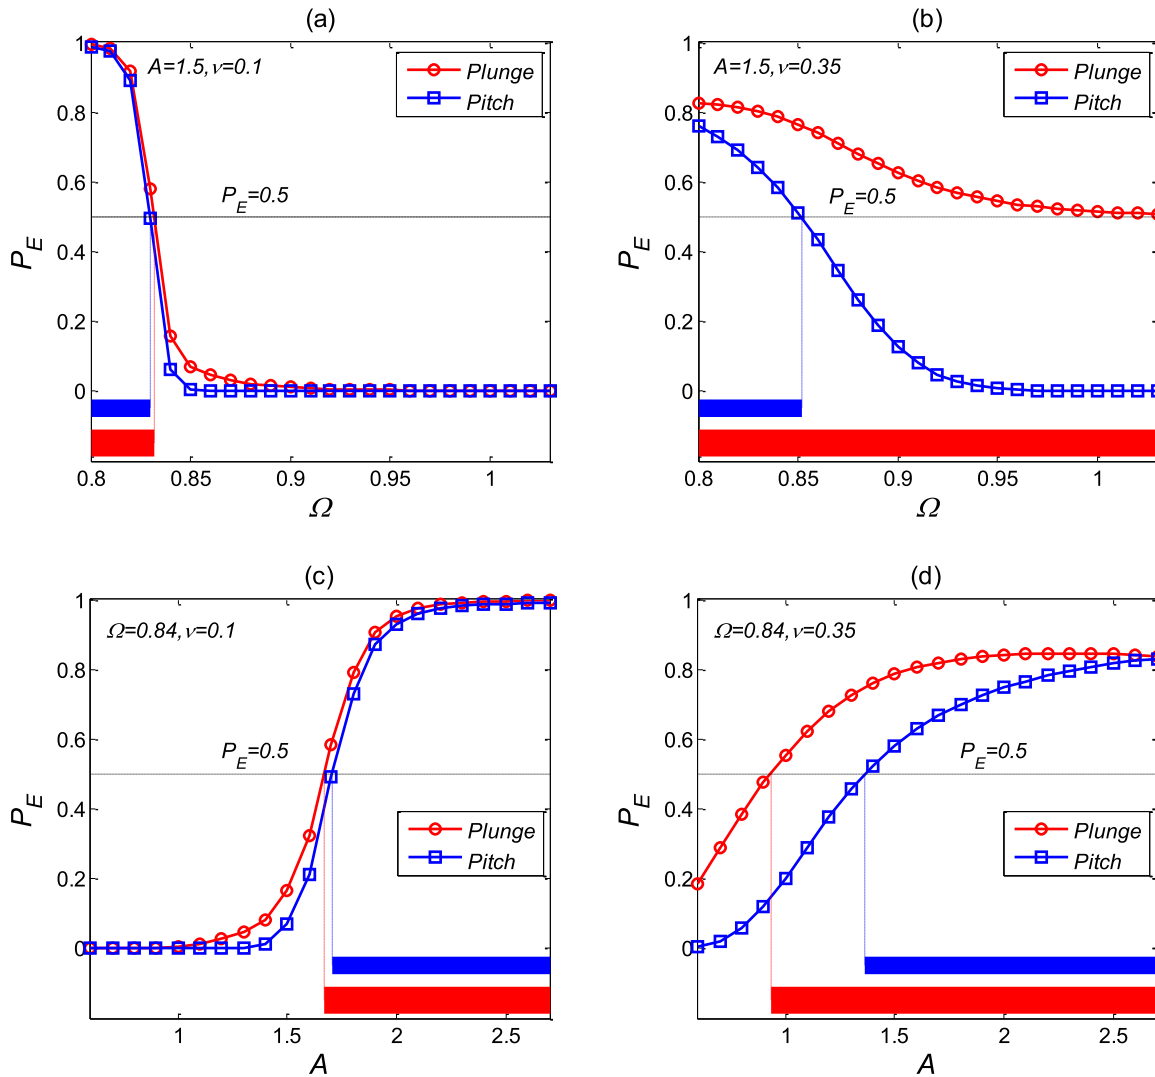 (a)
A=1.5,ν=0.1
Plunge
Pitch
P_E=0.5
P_E
1
0.8
0.6
0.4
0.2
0
0.8
0.85
0.9
0.95
1
Ω
(b)
A=1.5,ν=0.35
Plunge
Pitch
P_E=0.5
P_E
1
0.8
0.6
0.4
0.2
0
0.8
0.85
0.9
0.95
1
Ω
(c)
Ω=0.84,ν=0.1
P_E=0.5
Plunge
Pitch
P_E
1
0.8
0.6
0.4
0.2
0
1
1.5
2
2.5
A
(d)
Ω=0.84,ν=0.35
P_E=0.5
Plunge
Pitch
P_E
1
0.8
0.6
0.4
0.2
0
1
1.5
2
2.5
A